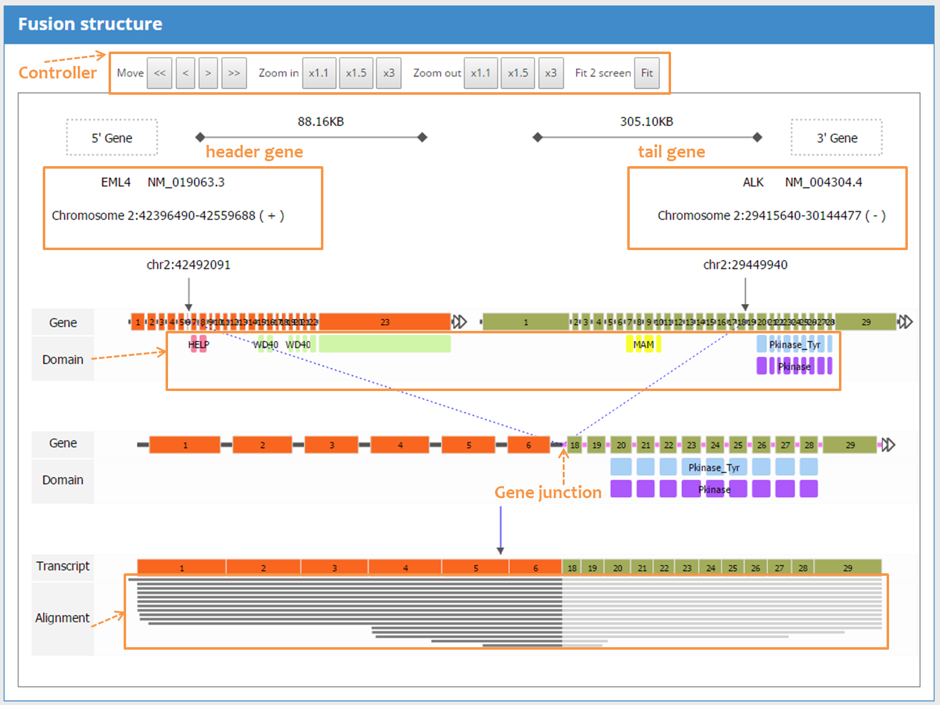 Fusion structure
Controller
Move << < > >> Zoom in x1.1 x1.5 x3 Zoom out x1.1 x1.5 x3 Fit 2 screen Fit
88.16KB 305.10KB
5' Gene 3' Gene
header gene tail gene
EML4 NM_019063.3 ALK NM_004304.4
Chromosome 2:42396490-42559688 ( + ) Chromosome 2:29415640-30144477 ( - )
chr2:42492091 chr2:29449940
Gene 1 2 3 4 5 6 7 8 9 10 11 12 13 14 15 16 17 18 19 20 21 22 23 1 2 3 4 5 6 7 8 9 10 11 12 13 14 15 16 17 18 19 20 21 22 23 24 25 26 27 28 29
HELP WD40 WD40 MAM Pkinase_Tyr
Domain
Pkinase
Gene 1 2 3 4 5 6 18 19 20 21 22 23 24 25 26 27 28 29
Pkinase_Tyr
Domain
Pkinase
Gene junction
Transcript 1 2 3 4 5 6 18 19 20 21 22 23 24 25 26 27 28 29
Alignment